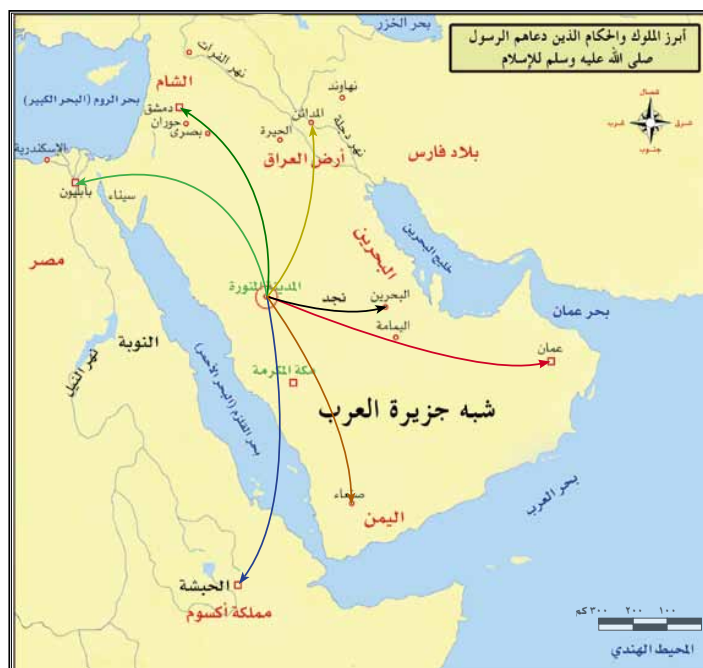 أبرز الملوك والحكام الذين دعاهم الرسول
صلى الله عليه وسلم للإسلام
بحر الخزر
شمال
شرق
غرب
جنوب
نهر الفرات
نهاوند
الشام
بحر الروم (البحر الكبير)
دمشق
حوران
بصرى
المدائن
نهر دجلة
الحيرة
أرض العراق
بلاد فارس
الإسكندرية
بابليون
سيناء
مصر
البحرين
خليج البحرين
المدينة المنورة
نجد
البحرين
اليمامة
بحر عمان
عمان
النوبة
نهر النيل
مكة المكرمة
بحر القلزم (البحر الأحمر)
شبه جزيرة العرب
صنعاء
اليمن
بحر العرب
الحبشة
مملكة أكسوم
١٠٠ ٢٠٠ ٣٠٠ كم
المحيط الهندي